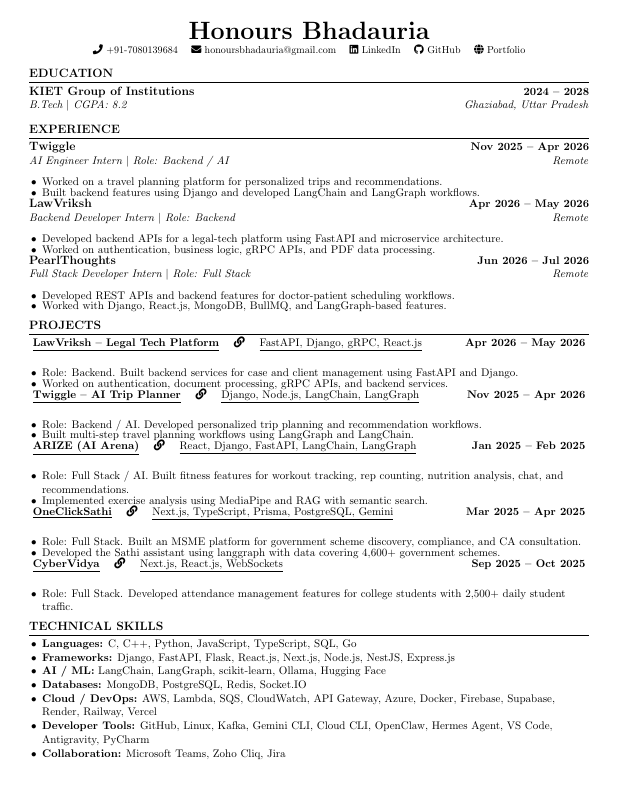 Honours Bhadauria
+91-7080139684 honoursbhadauria@gmail.com LinkedIn GitHub Portfolio
EDUCATION
KIET Group of Institutions 2024 – 2028
B.Tech | CGPA: 8.2 Ghaziabad, Uttar Pradesh
EXPERIENCE
Twiggle Nov 2025 – Apr 2026
AI Engineer Intern | Role: Backend / AI Remote
• Worked on a travel planning platform for personalized trips and recommendations.
• Built backend features using Django and developed LangChain and LangGraph workflows.
LawVriksh Apr 2026 – May 2026
Backend Developer Intern | Role: Backend Remote
• Developed backend APIs for a legal-tech platform using FastAPI and microservice architecture.
• Worked on authentication, business logic, gRPC APIs, and PDF data processing.
PearlThoughts Jun 2026 – Jul 2026
Full Stack Developer Intern | Role: Full Stack Remote
• Developed REST APIs and backend features for doctor-patient scheduling workflows.
• Worked with Django, React.js, MongoDB, BullMQ, and LangGraph-based features.
PROJECTS
LawVriksh – Legal Tech Platform FastAPI, Django, gRPC, React.js Apr 2026 – May 2026
• Role: Backend. Built backend services for case and client management using FastAPI and Django.
• Worked on authentication, document processing, gRPC APIs, and backend services.
Twiggle – AI Trip Planner Django, Node.js, LangChain, LangGraph Nov 2025 – Apr 2026
• Role: Backend / AI. Developed personalized trip planning and recommendation workflows.
• Built multi-step travel planning workflows using LangGraph and LangChain.
ARIZE (AI Arena) React, Django, FastAPI, LangChain, LangGraph Jan 2025 – Feb 2025
• Role: Full Stack / AI. Built fitness features for workout tracking, rep counting, nutrition analysis, chat, and
recommendations.
• Implemented exercise analysis using MediaPipe and RAG with semantic search.
OneClickSathi Next.js, TypeScript, Prisma, PostgreSQL, Gemini Mar 2025 – Apr 2025
• Role: Full Stack. Built an MSME platform for government scheme discovery, compliance, and CA consultation.
• Developed the Sathi assistant using langgraph with data covering 4,600+ government schemes.
CyberVidya Next.js, React.js, WebSockets Sep 2025 – Oct 2025
• Role: Full Stack. Developed attendance management features for college students with 2,500+ daily student
traffic.
TECHNICAL SKILLS
• Languages: C, C++, Python, JavaScript, TypeScript, SQL, Go
• Frameworks: Django, FastAPI, Flask, React.js, Next.js, Node.js, NestJS, Express.js
• AI / ML: LangChain, LangGraph, scikit-learn, Ollama, Hugging Face
• Databases: MongoDB, PostgreSQL, Redis, Socket.IO
• Cloud / DevOps: AWS, Lambda, SQS, CloudWatch, API Gateway, Azure, Docker, Firebase, Supabase,
Render, Railway, Vercel
• Developer Tools: GitHub, Linux, Kafka, Gemini CLI, Cloud CLI, OpenClaw, Hermes Agent, VS Code,
Antigravity, PyCharm
• Collaboration: Microsoft Teams, Zoho Cliq, Jira